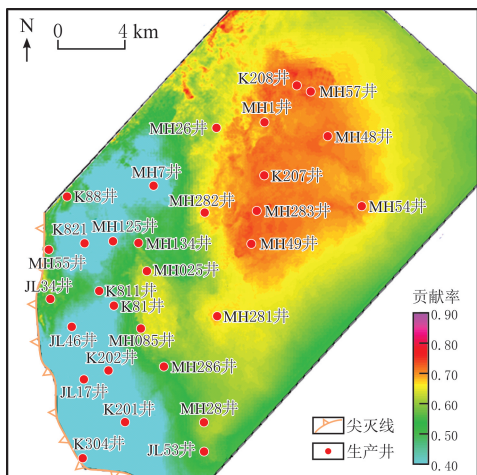 N
0 4 km
K208井
MH57井
MH1井
MH26井
MH48井
MH7井
K207井
K88井
MH282井
MH283井
MH54井
K821
MH125井
MH134井
MH49井
MH55井
MH025井
JL34井
K811井
K81井
MH281井
JL46井
MH085井
K202井
MH286井
JL17井
K201井
MH28井
K304井
JL53井
贡献率
0.90
0.80
0.70
0.60
0.50
0.40
尖灭线
生产井